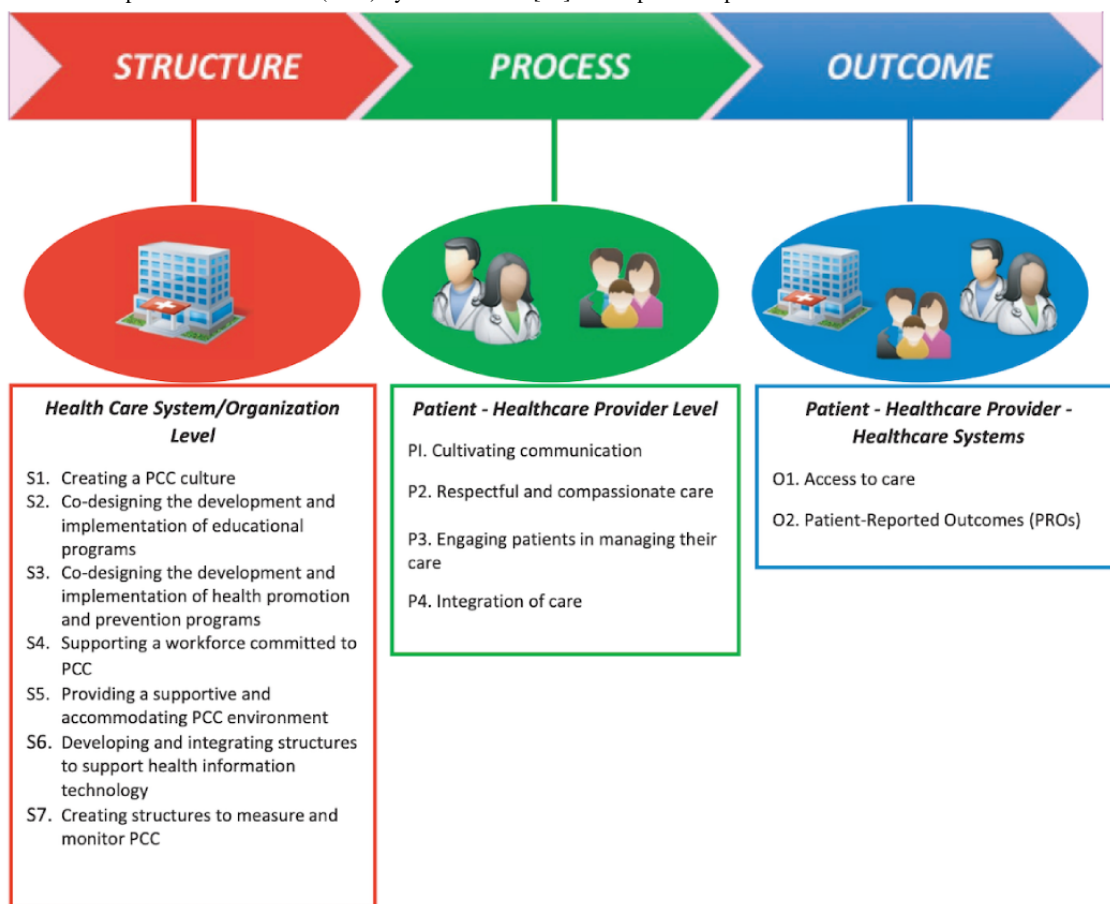 STRUCTURE
PROCESS
OUTCOME
Health Care System/Organization
Level
S1. Creating a PCC culture
S2. Co-designing the development and
implementation of educational
programs
S3. Co-designing the development and
implementation of health promotion
and prevention programs
S4. Supporting a workforce committed to
PCC
S5. Providing a supportive and
accommodating PCC environment
S6. Developing and integrating structures
to support health information
technology
S7. Creating structures to measure and
monitor PCC
Patient - Healthcare Provider Level
PI. Cultivating communication
P2. Respectful and compassionate care
P3. Engaging patients in managing their
care
P4. Integration of care
Patient - Healthcare Provider -
Healthcare Systems
O1. Access to care
O2. Patient-Reported Outcomes (PROs)